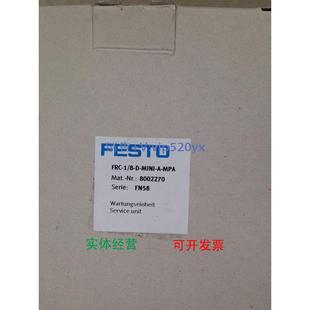 FESTO
FRC-1/8-D-MINI-A-MPA
Mat.-Nr.: 8002270
Serie: FN58
Wartungseinheit
Service unit
实体经营 可开发票